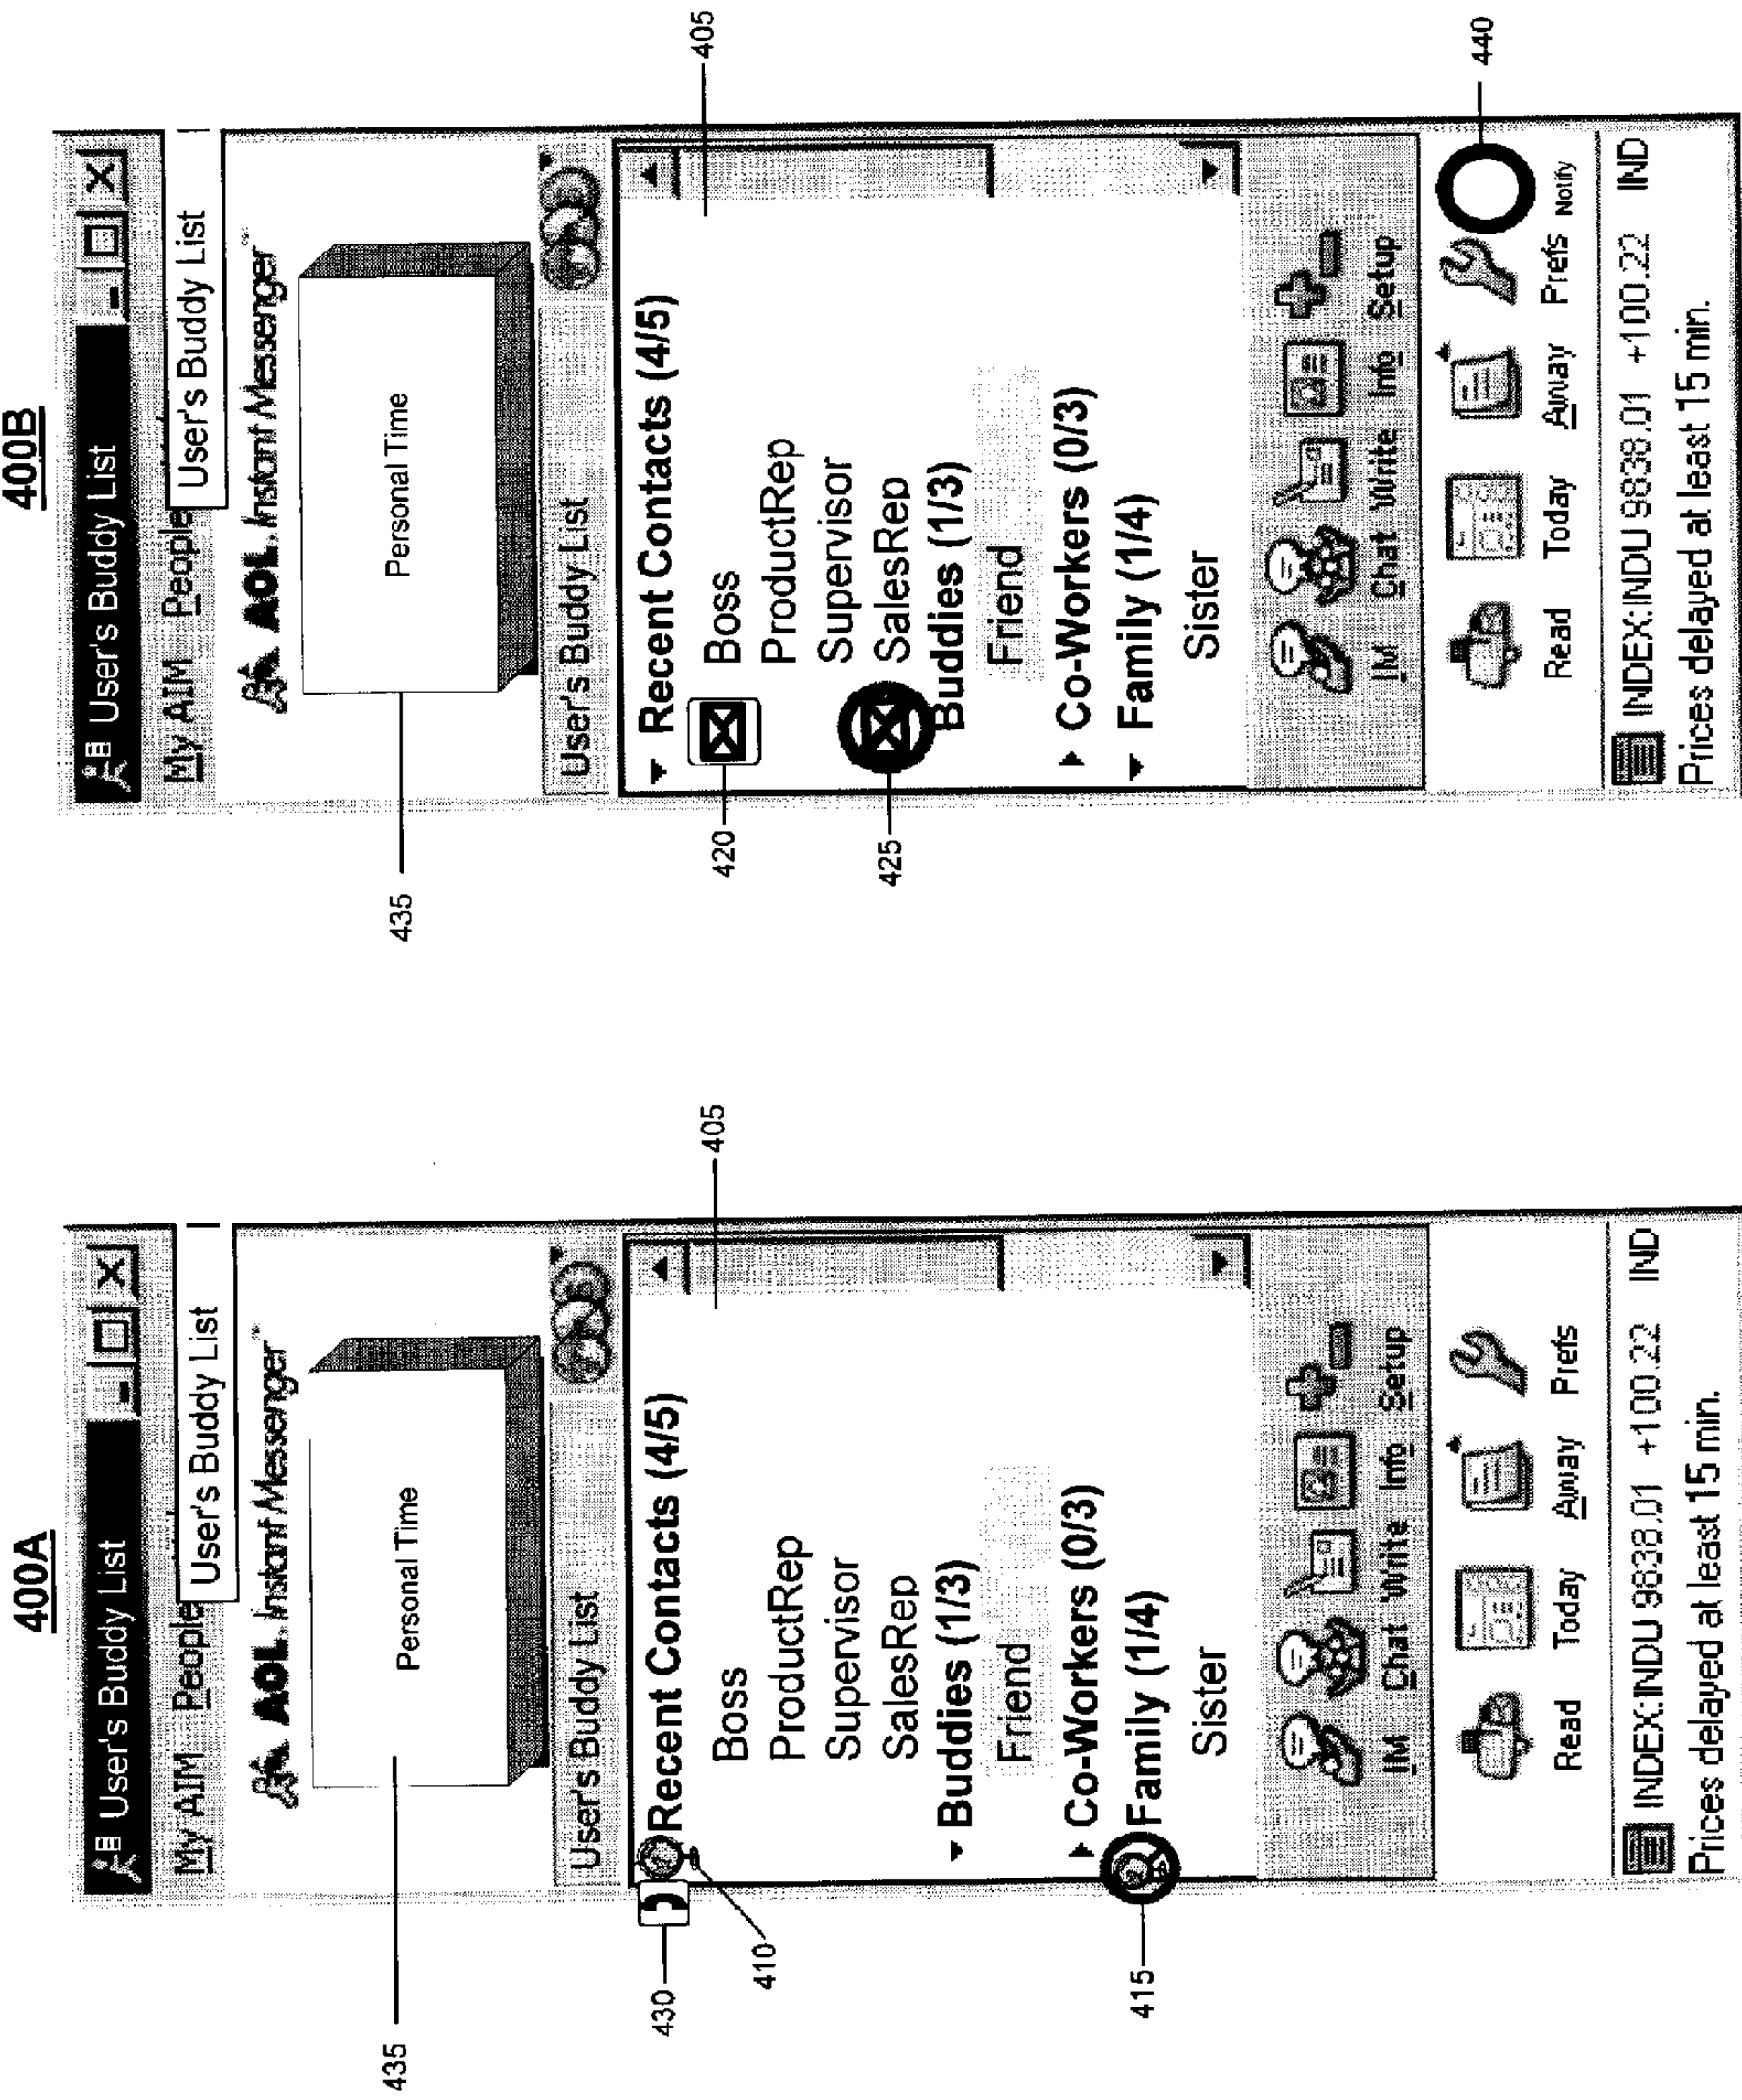 400A
User's Buddy List
My AIM People
User's Buddy List
AOL Instant Messenger
Personal Time
435
User's Buddy List
Recent Contacts (4/5)
430
410
405
Boss
ProductRep
Supervisor
SalesRep
Buddies (1/3)
Friend
Co-Workers (0/3)
Family (1/4)
415
Sister
IM Chat Write Info Setup
Read Today Away Prefs
INDEX:INDU 9838.01 +100.22 IND
Prices delayed at least 15 min.
400B
User's Buddy List
My AIM People
User's Buddy List
AOL Instant Messenger
Personal Time
435
User's Buddy List
Recent Contacts (4/5)
405
420
Boss
ProductRep
Supervisor
425
SalesRep
Buddies (1/3)
Friend
Co-Workers (0/3)
Family (1/4)
Sister
IM Chat Write Info Setup
440
Read Today Away Prefs Notify
INDEX:INDU 9838.01 +100.22 IND
Prices delayed at least 15 min.